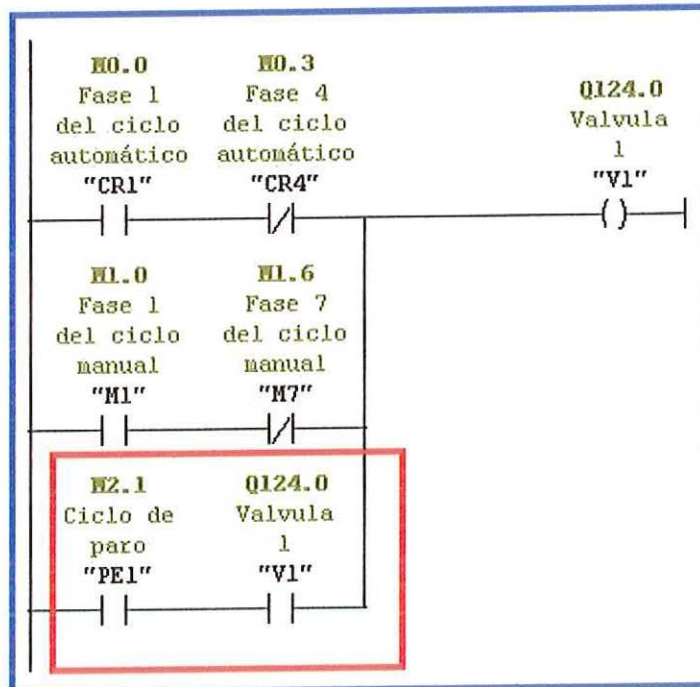 M0.0
Fase 1
del ciclo
automático
"CR1"
M0.3
Fase 4
del ciclo
automático
"CR4"
Q124.0
Valvula
1
"V1"
M1.0
Fase 1
del ciclo
manual
"M1"
M1.6
Fase 7
del ciclo
manual
"M7"
M2.1
Ciclo de
paro
"PE1"
Q124.0
Valvula
1
"V1"